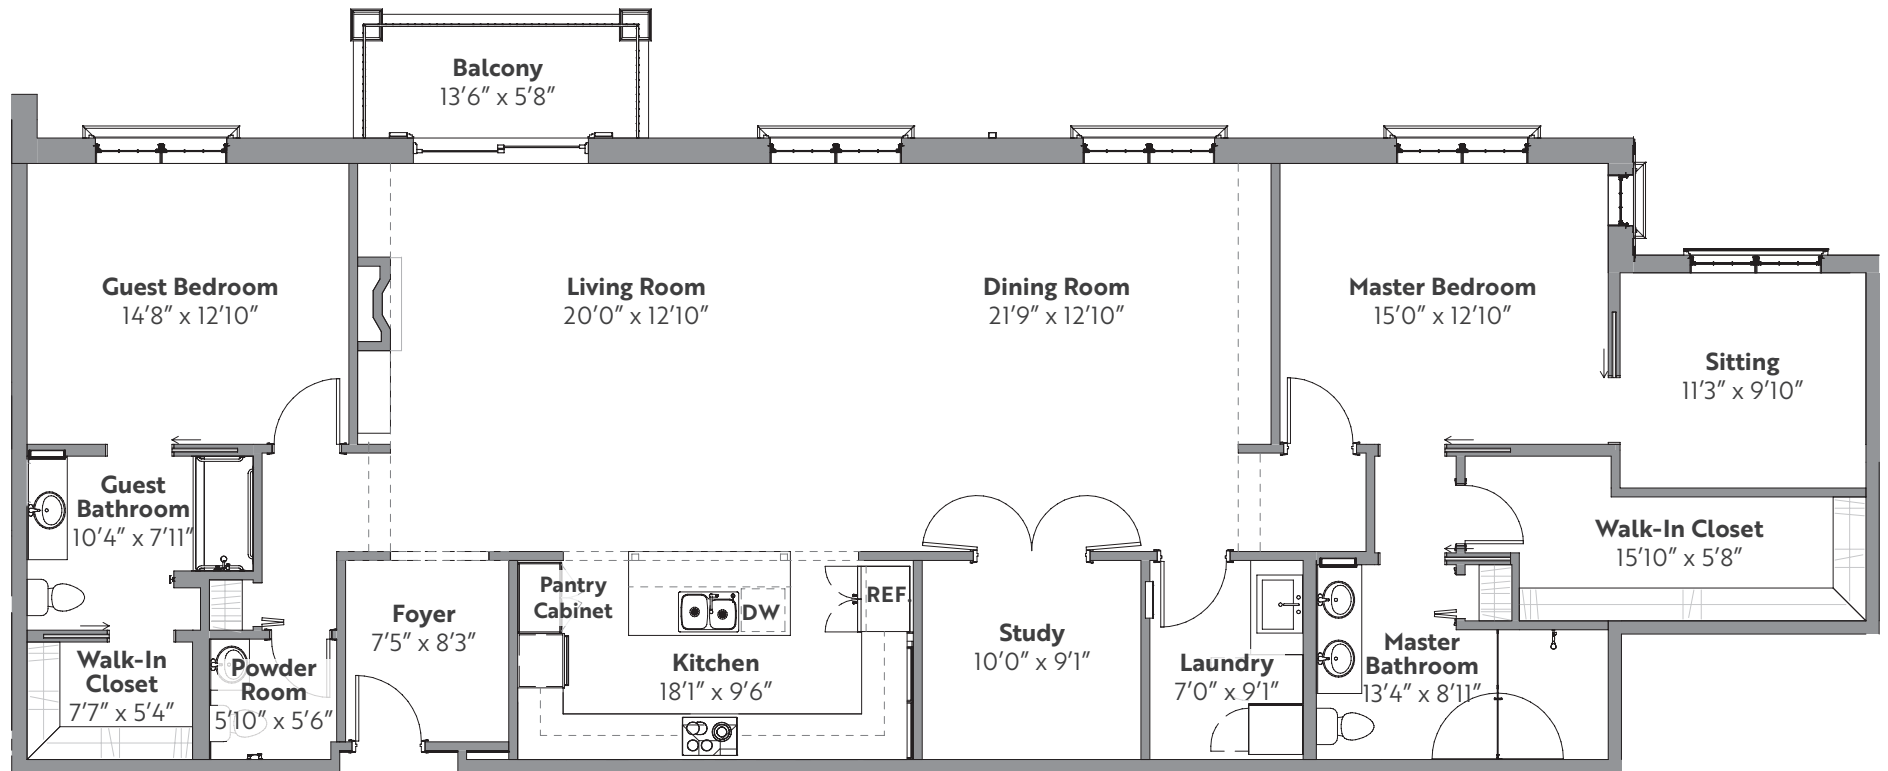 Balcony
13’6” x 5’8”
Guest Bedroom
14’8” x 12’10”
Living Room
20’0” x 12’10”
Dining Room
21’9” x 12’10”
Master Bedroom
15’0” x 12’10”
Sitting
11’3” x 9’10”
Guest
Bathroom
10’4” x 7’11”
Walk-In Closet
15’10” x 5’8”
Pantry
Cabinet
DW
REF.
Foyer
7’5” x 8’3”
Kitchen
18’1” x 9’6”
Study
10’0” x 9’1”
Laundry
7’0” x 9’1”
Master
Bathroom
13’4” x 8’11”
Walk-In
Closet
7’7” x 5’4”
Powder
Room
5’10” x 5’6”